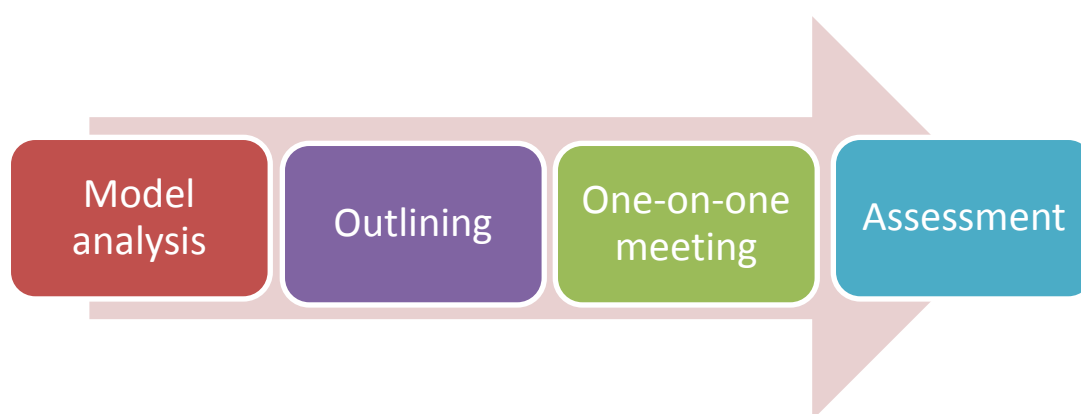 Model
analysis
Outlining
One-on-one
meeting
Assessment